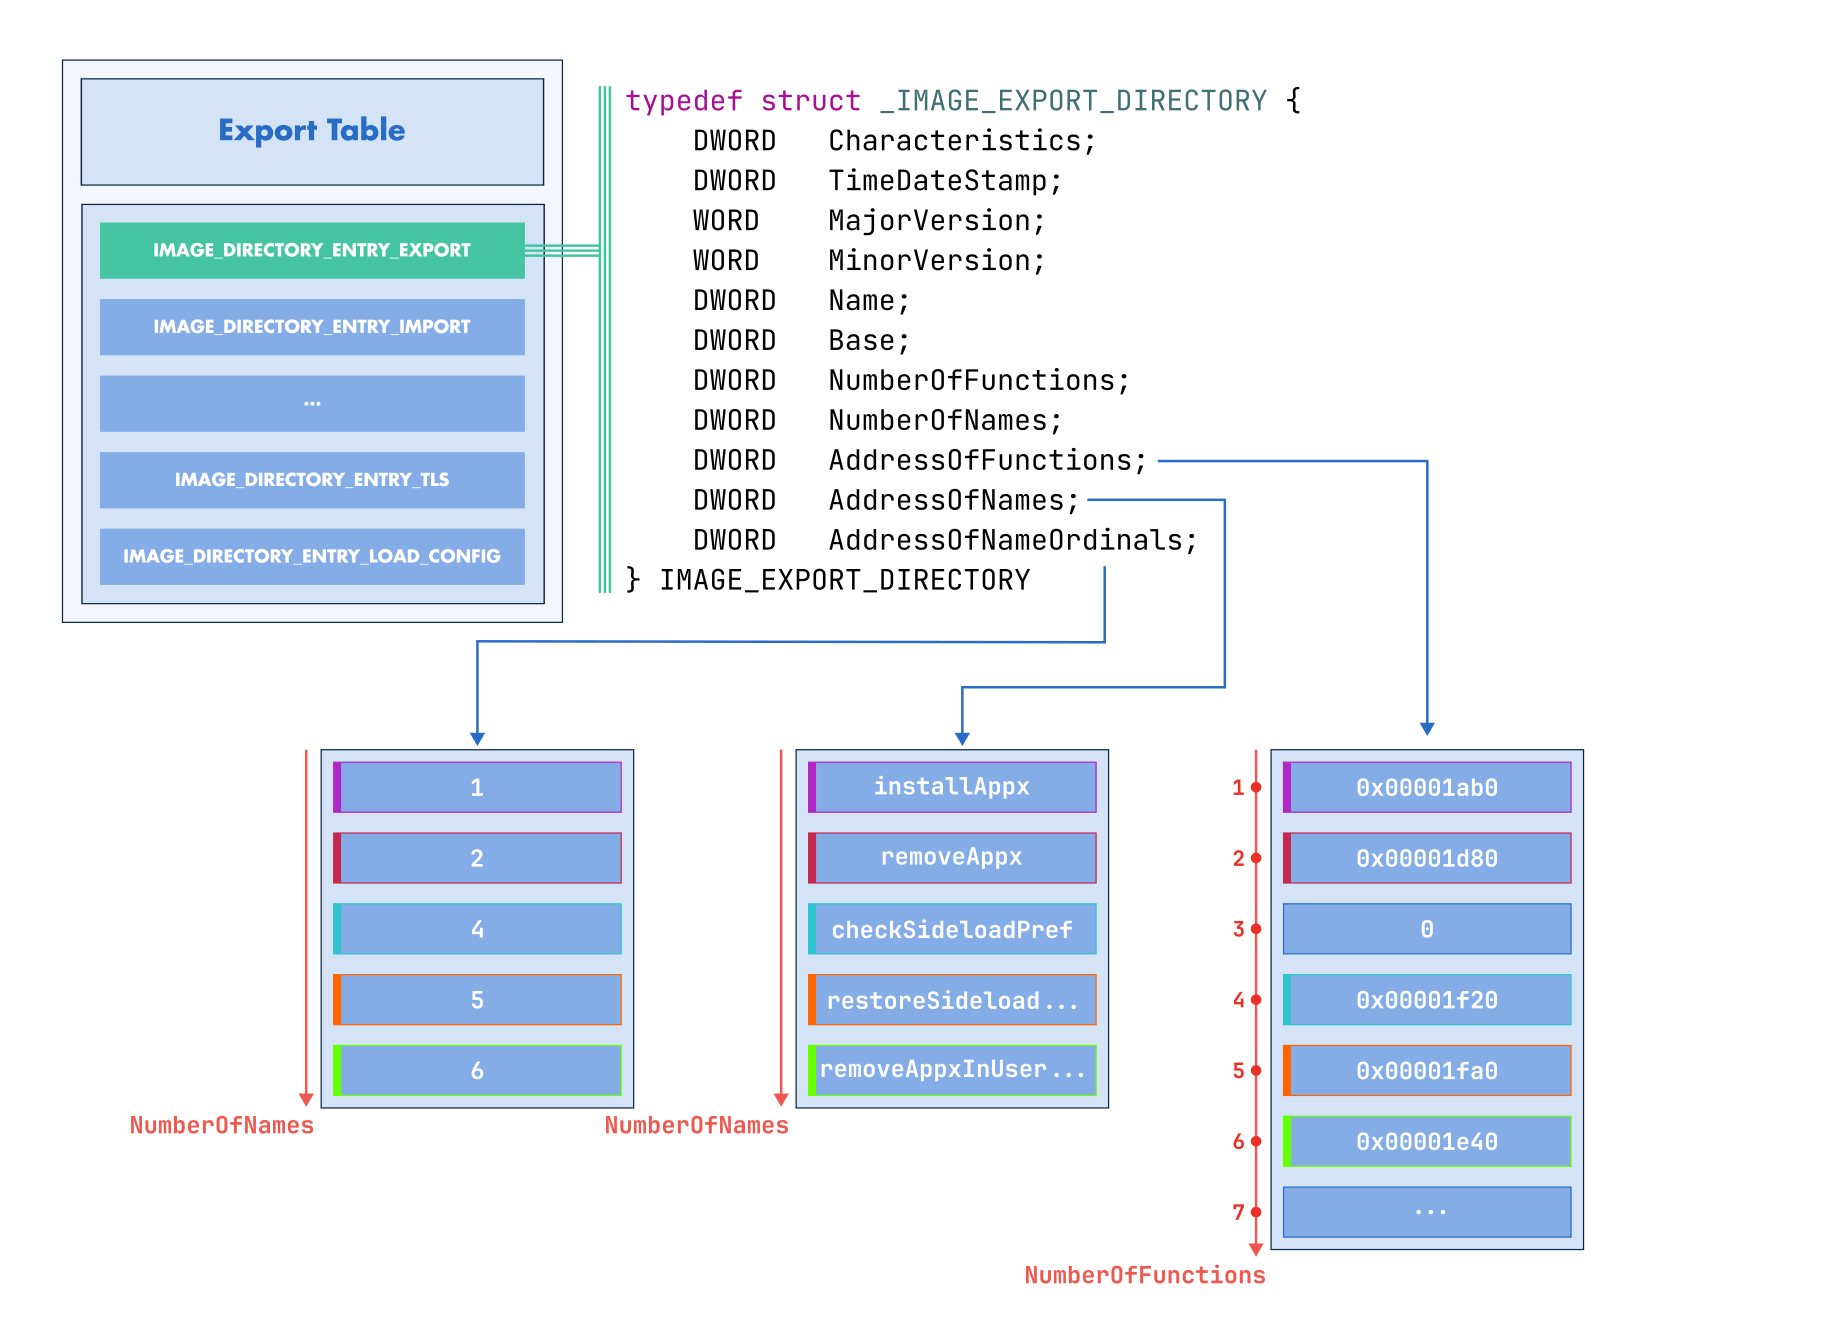 Export Table
IMAGE_DIRECTORY_ENTRY_EXPORT
IMAGE_DIRECTORY_ENTRY_IMPORT
...
IMAGE_DIRECTORY_ENTRY_TLS
IMAGE_DIRECTORY_ENTRY_LOAD_CONFIG
typedef struct _IMAGE_EXPORT_DIRECTORY {
    DWORD   Characteristics;
    DWORD   TimeDateStamp;
    WORD    MajorVersion;
    WORD    MinorVersion;
    DWORD   Name;
    DWORD   Base;
    DWORD   NumberOfFunctions;
    DWORD   NumberOfNames;
    DWORD   AddressOfFunctions;
    DWORD   AddressOfNames;
    DWORD   AddressOfNameOrdinals;
} IMAGE_EXPORT_DIRECTORY
1
2
4
5
6
NumberOfNames
installAppx
removeAppx
checkSideloadPref
restoreSideload...
removeAppxInUser...
NumberOfNames
1 0x00001ab0
2 0x00001d80
3 0
4 0x00001f20
5 0x00001fa0
6 0x00001e40
7 ...
NumberOfFunctions